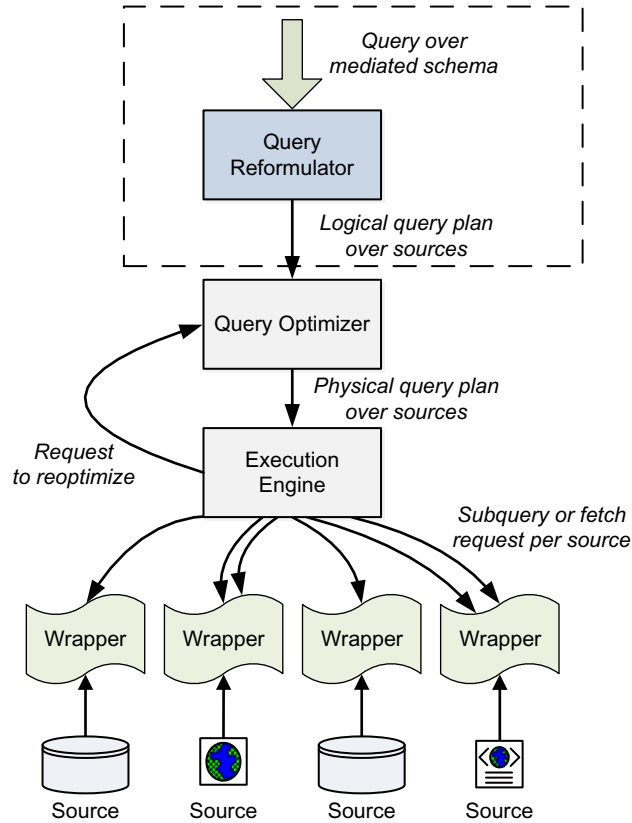 Query over
mediated schema
Query
Reformulator
Logical query plan
over sources
Query Optimizer
Physical query plan
over sources
Request
to reoptimize
Execution
Engine
Subquery or fetch
request per source
Wrapper
Wrapper
Wrapper
Wrapper
Source
Source
Source
Source